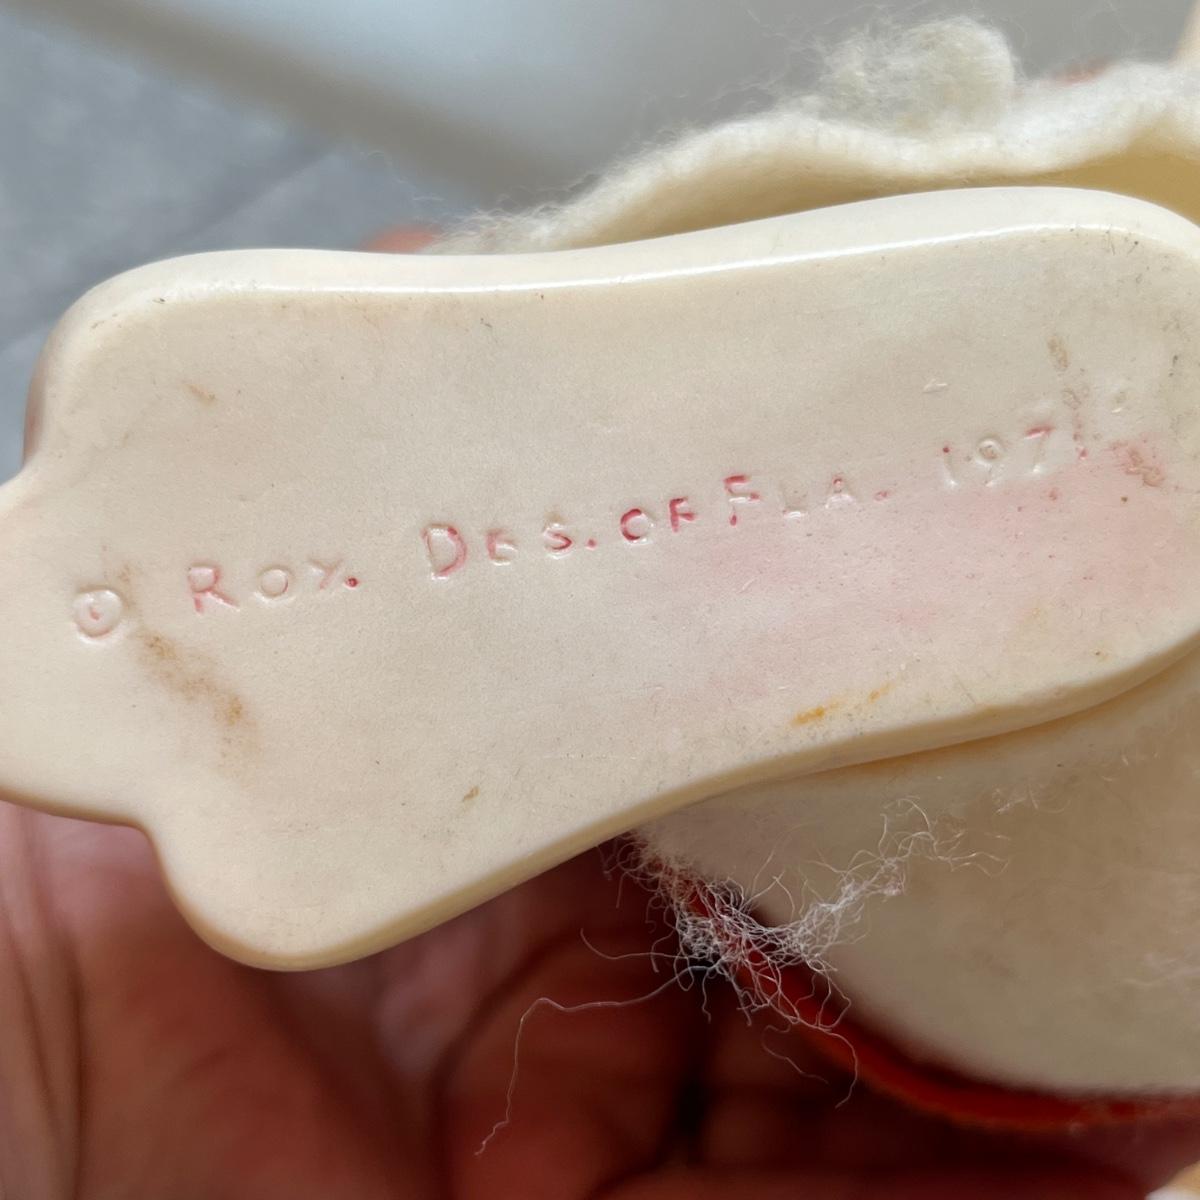 © Roy. Des. of Fla. 1971